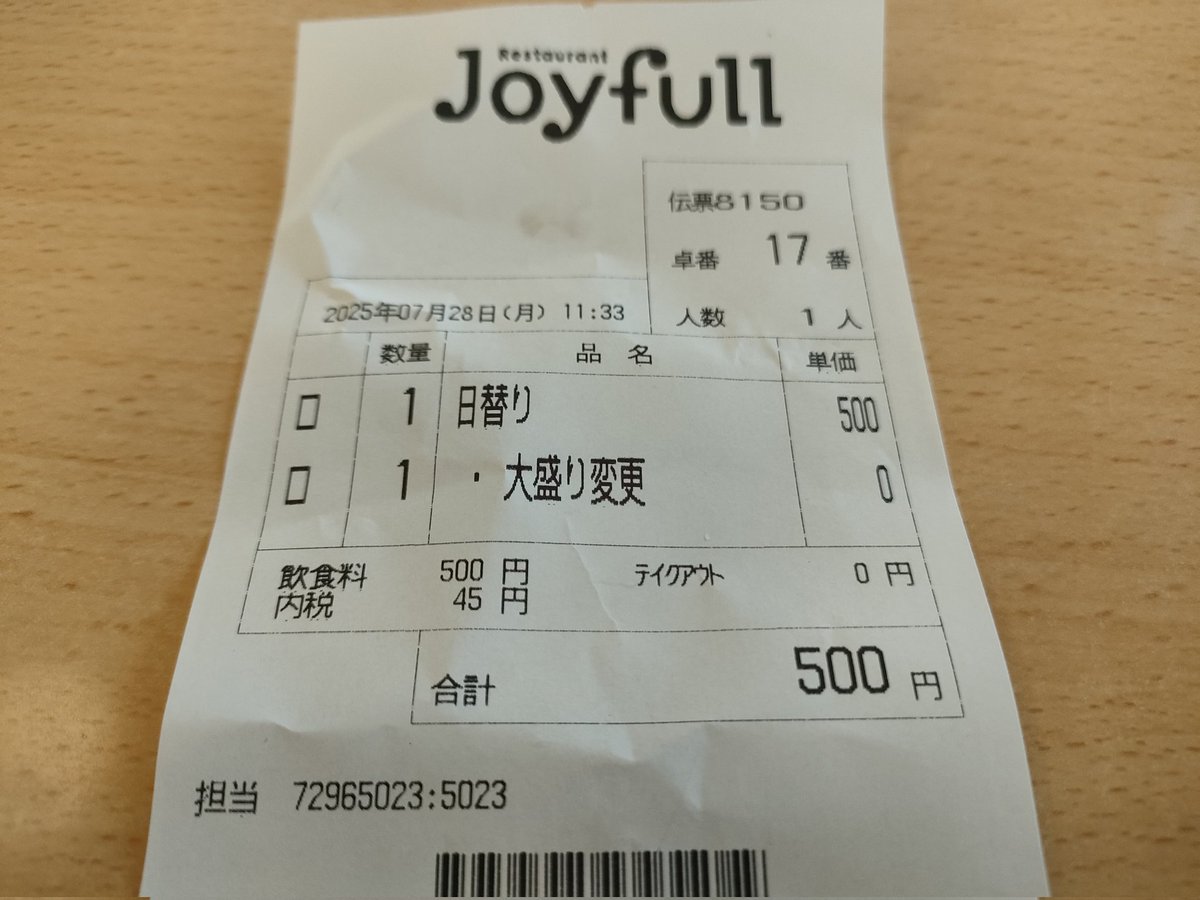 Restaurant
Joyfull
伝票8150
卓番 17 番
2025年07月28日(月) 11:33
人数 1 人
数量 品 名 単価
□ 1 日替り 500
□ 1 ・ 大盛り変更 0
飲食料 500 円 テイクアウト 0 円
内税 45 円
合計 500 円
担当 72965023:5023